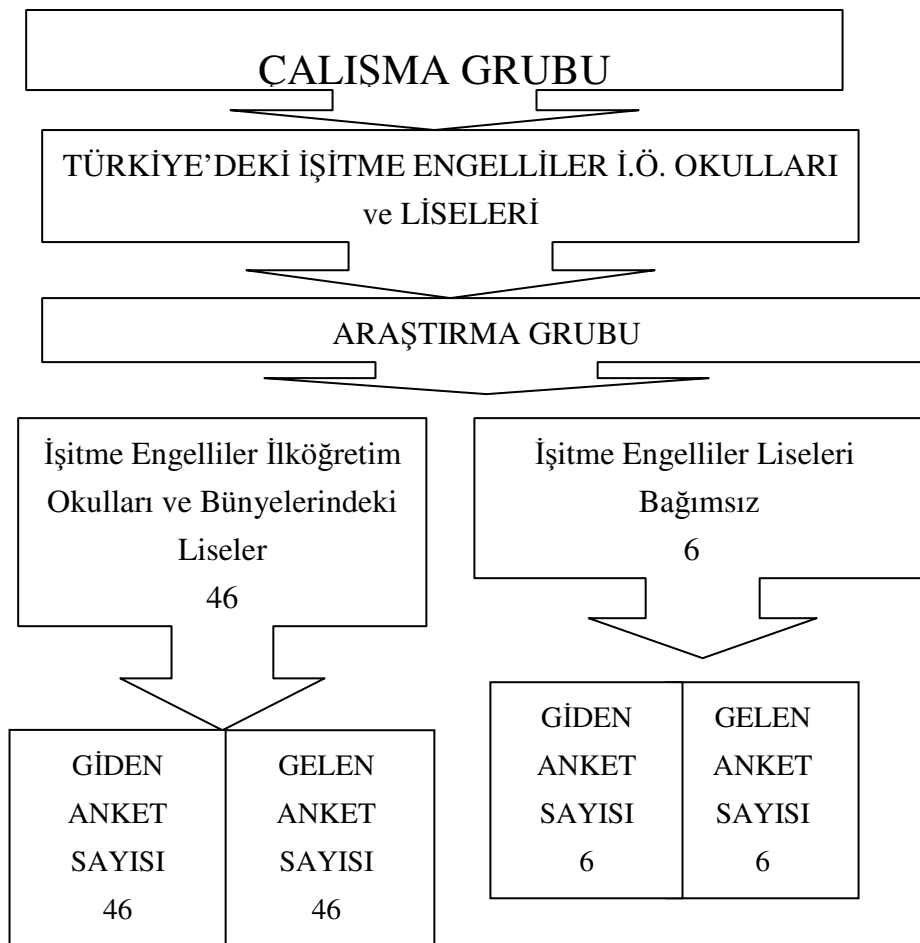 ÇALIŞMA GRUBU
TÜRKİYE’DEKİ İŞİTME ENGELLİLER İ.Ö. OKULLARI
ve LİSELERİ
ARAŞTIRMA GRUBU
İşitme Engelliler İlköğretim
Okulları ve Bünyelerindeki
Liseler
46
İşitme Engelliler Liseleri
Bağımsız
6
GİDEN
ANKET
SAYISI
46
GELEN
ANKET
SAYISI
46
GİDEN
ANKET
SAYISI
6
GELEN
ANKET
SAYISI
6